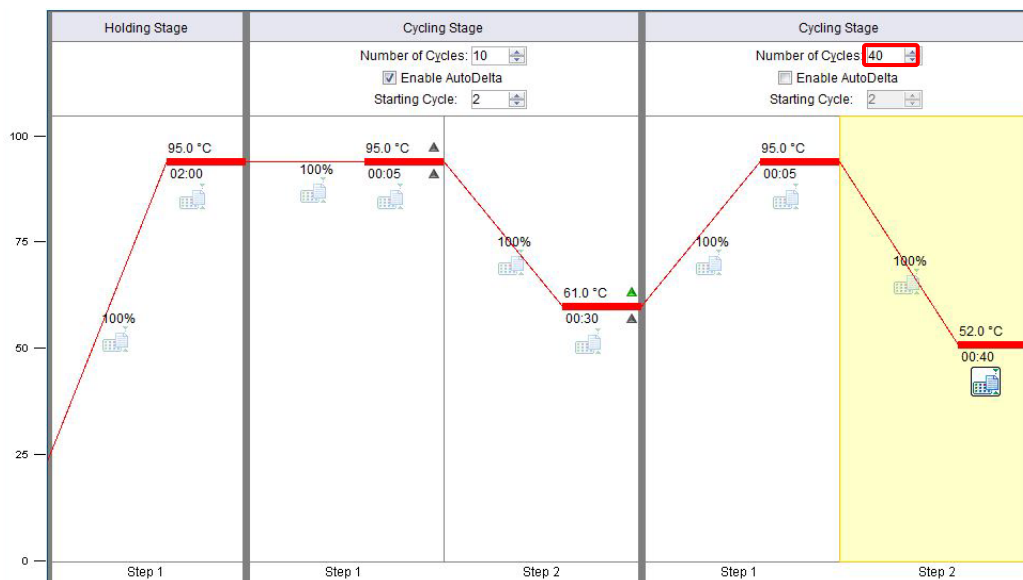 Holding Stage
Cycling Stage
Cycling Stage
Number of Cycles: 10
Enable AutoDelta
Starting Cycle: 2
Number of Cycles: 40
Enable AutoDelta
Starting Cycle: 2
100
95.0 °C
02:00
95.0 °C
00:05
100%
95.0 °C
00:05
75
100%
100%
100%
61.0 °C
00:30
100%
50
52.0 °C
00:40
25
0
Step 1
Step 1
Step 2
Step 1
Step 2